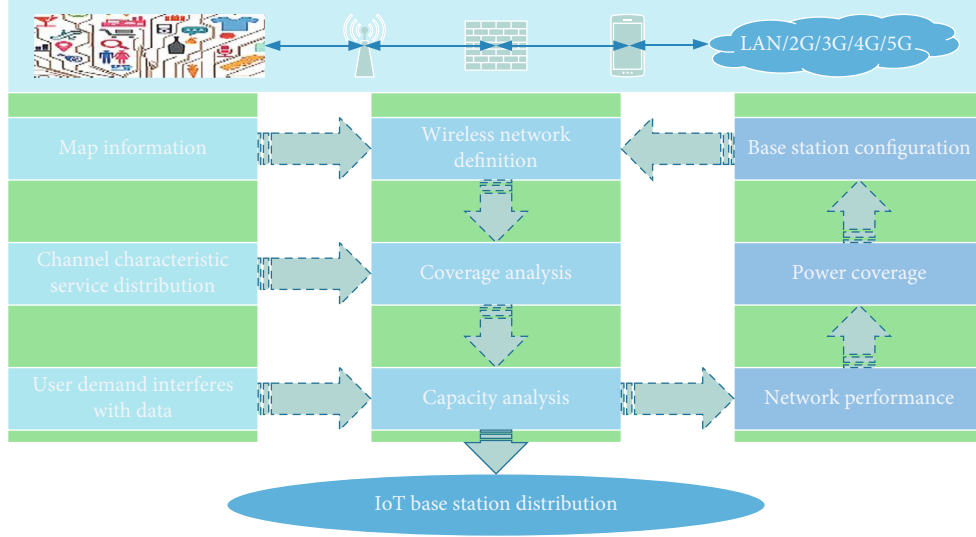 LAN/2G/3G/4G/5G
Map information
Wireless network
definition
Base station configuration
Channel characteristic
service distribution
Coverage analysis
Power coverage
User demand interferes
with data
Capacity analysis
Network performance
IoT base station distribution